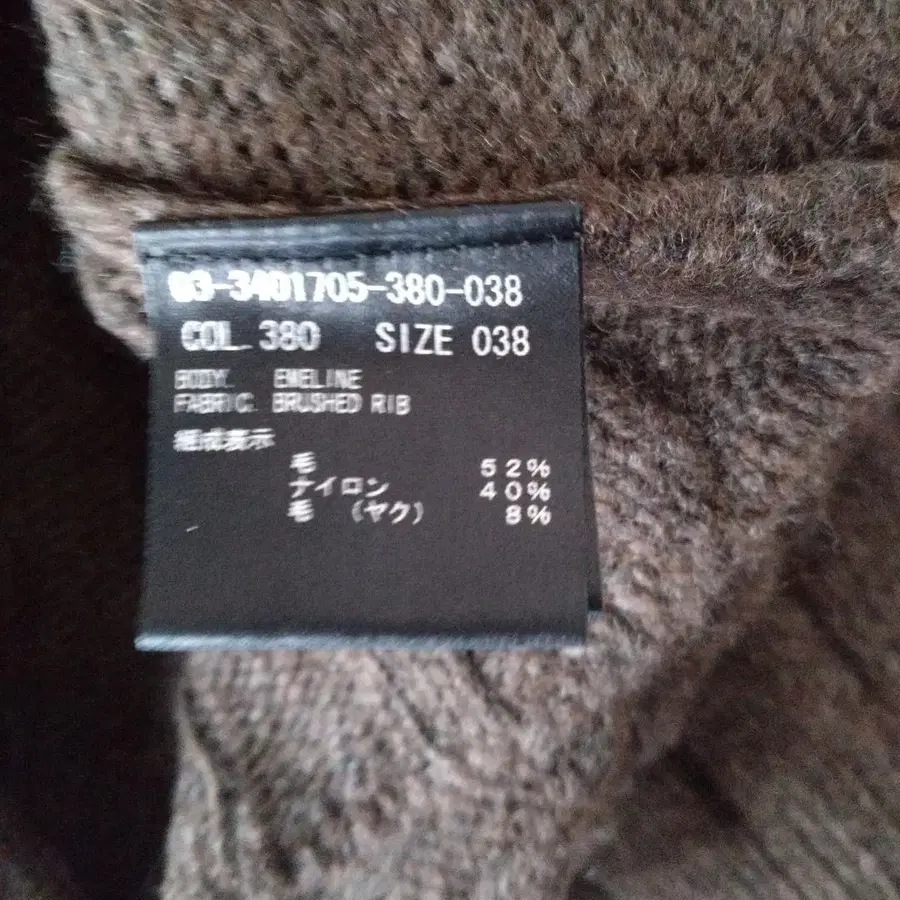 03-3401705-380-038
COL. 380 SIZE 038
BODY. EMELINE
FABRIC. BRUSHED RIB
組成表示
毛 52%
ナイロン 40%
毛 (ヤク) 8%